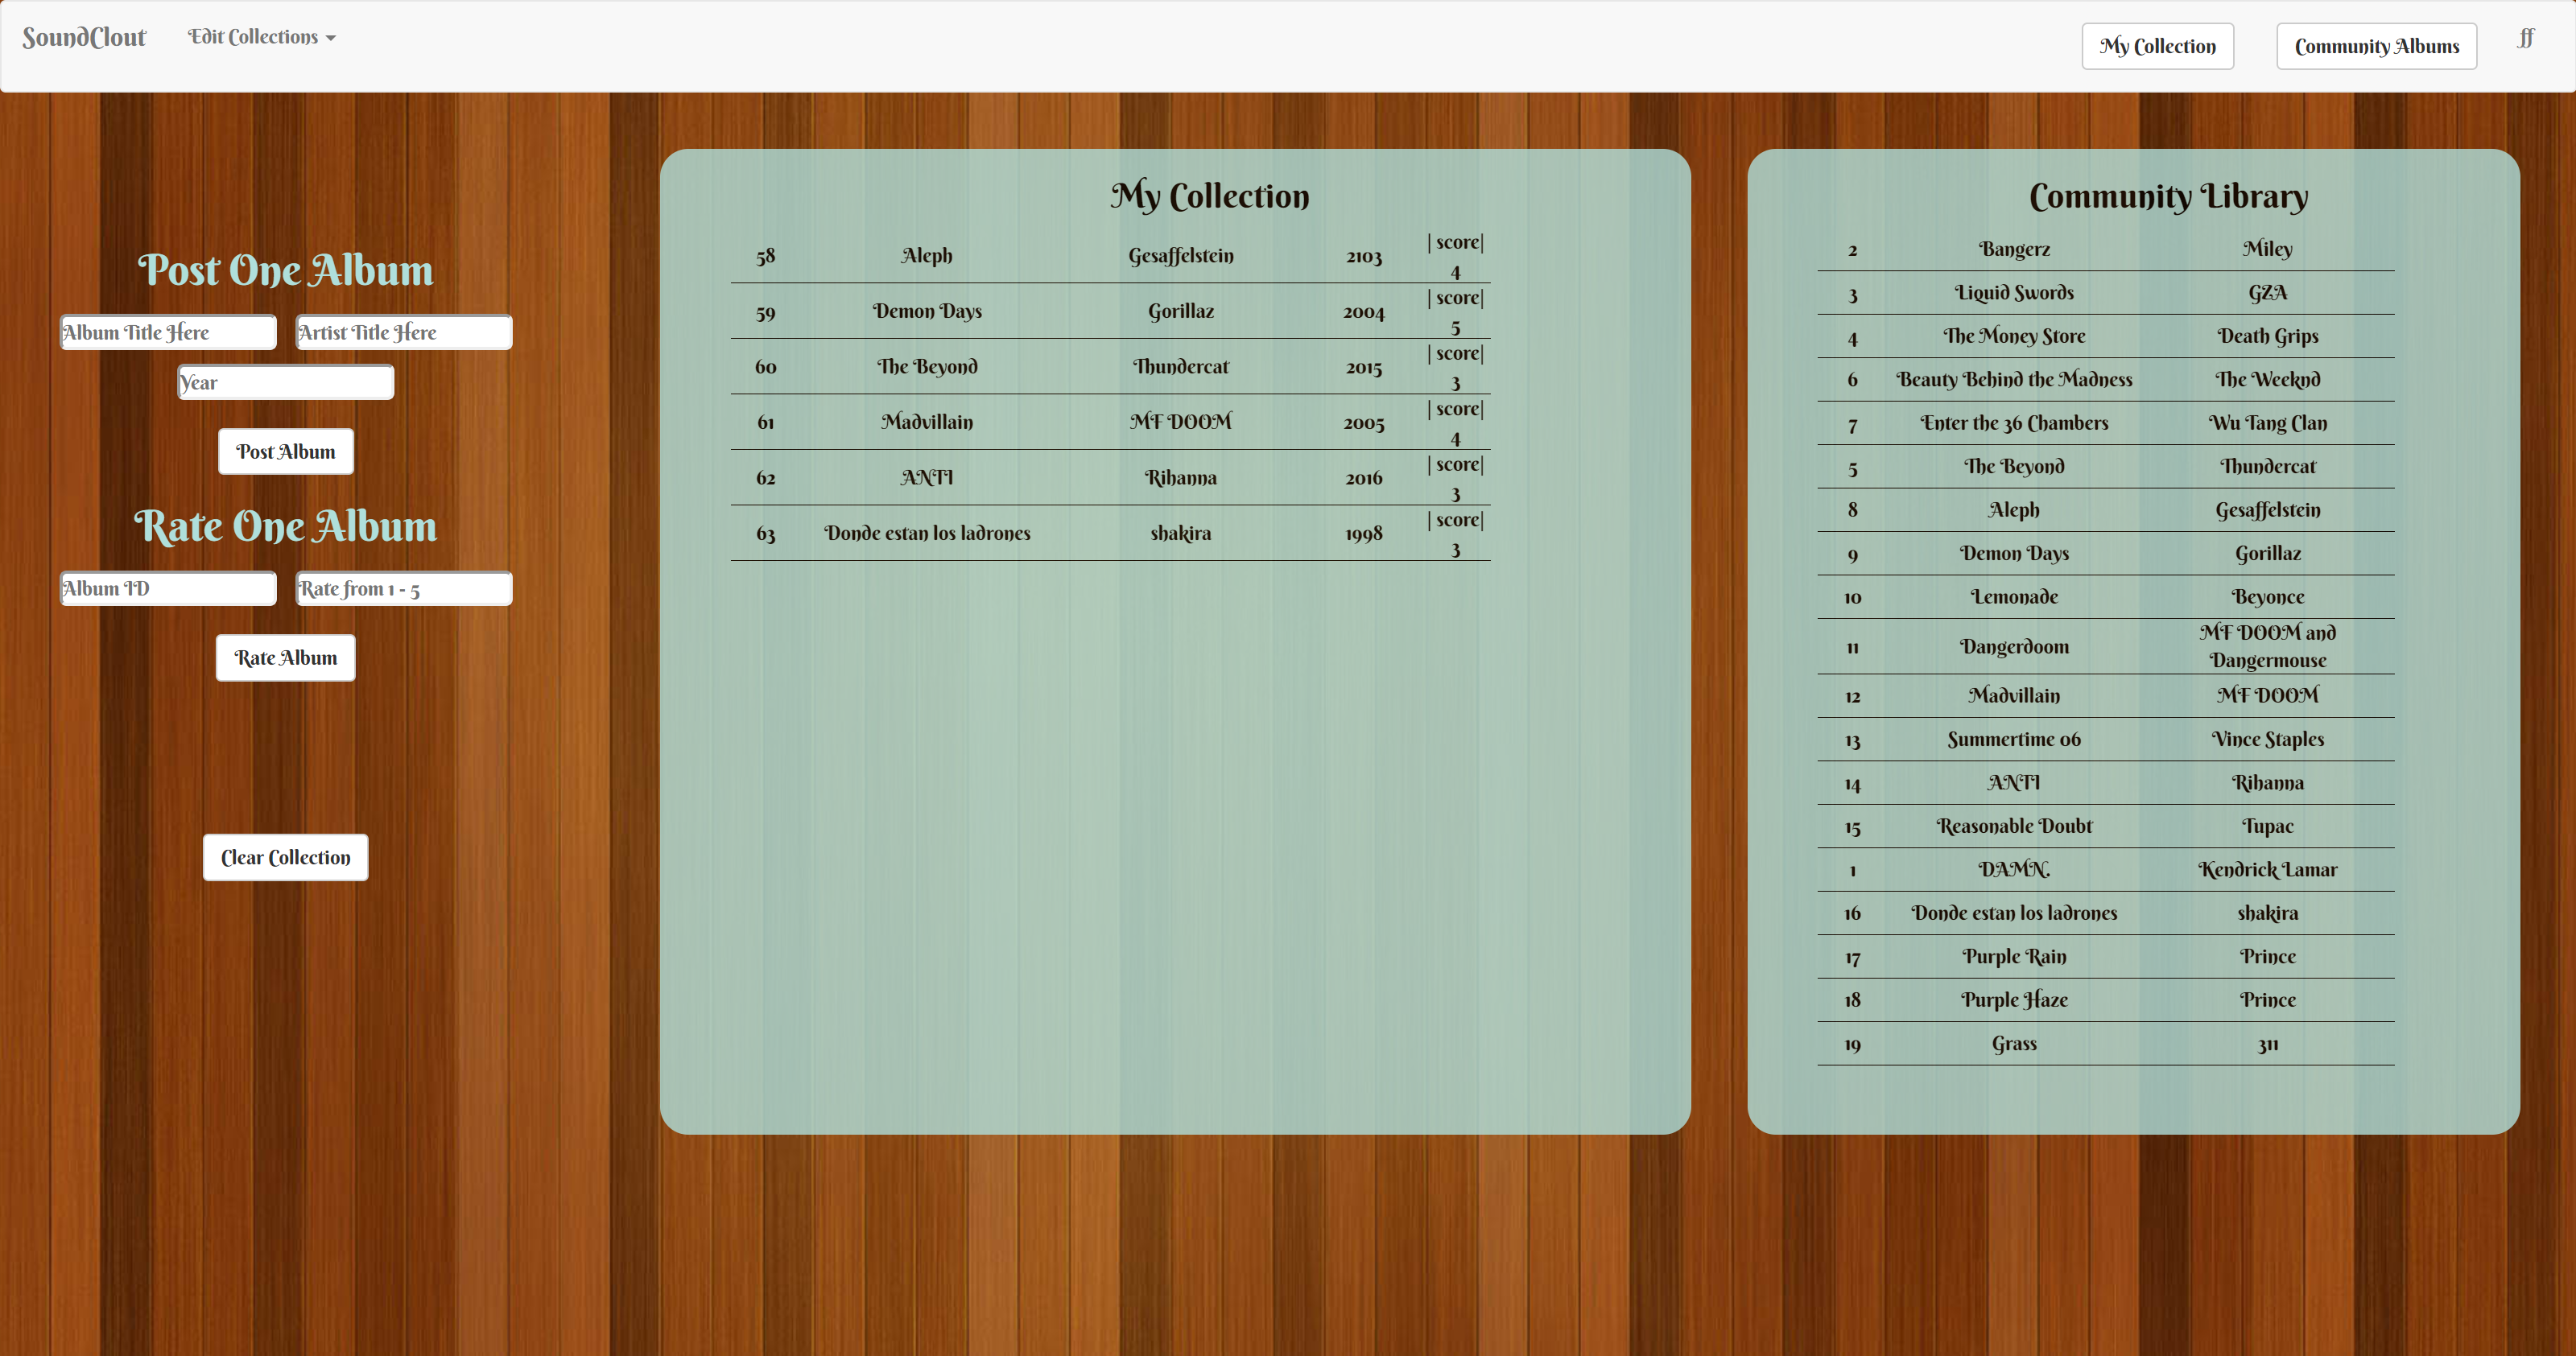 SoundClout
Edit Collections
My Collection
Community Albums
ff
Post One Album
Album Title Here
Artist Title Here
Year
Post Album
Rate One Album
Album ID
Rate from 1 - 5
Rate Album
Clear Collection
My Collection
58 Aleph Gesaffelstein 2103 | score| 4
59 Demon Days Gorillaz 2004 | score| 5
60 The Beyond Thundercat 2015 | score| 3
61 Madvillain MF DOOM 2005 | score| 4
62 ANTI Rihanna 2016 | score| 3
63 Donde estan los ladrones shakira 1998 | score| 3
Community Library
2 Bangerz Miley
3 Liquid Swords GZA
4 The Money Store Death Grips
6 Beauty Behind the Madness The Weeknd
7 Enter the 36 Chambers Wu Tang Clan
5 The Beyond Thundercat
8 Aleph Gesaffelstein
9 Demon Days Gorillaz
10 Lemonade Beyonce
11 Dangerdoom MF DOOM and Dangermouse
12 Madvillain MF DOOM
13 Summertime 06 Vince Staples
14 ANTI Rihanna
15 Reasonable Doubt Tupac
1 DAMN. Kendrick Lamar
16 Donde estan los ladrones shakira
17 Purple Rain Prince
18 Purple Haze Prince
19 Grass 311